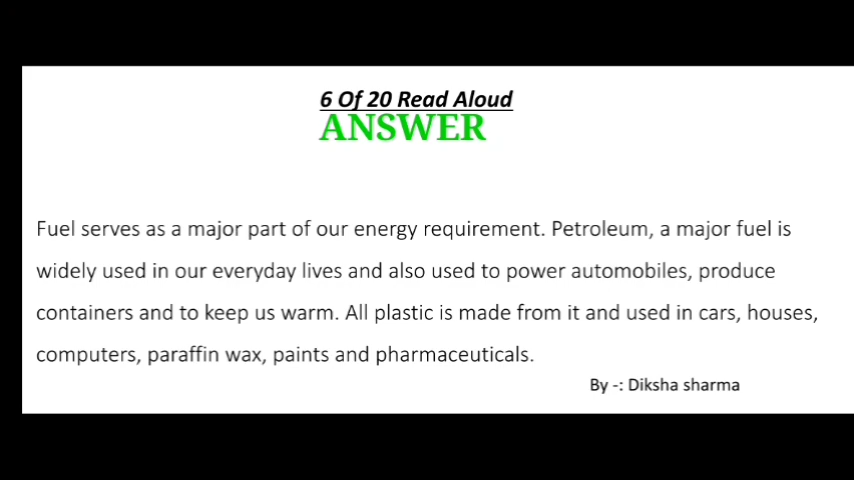 6 Of 20 Read Aloud
ANSWER
Fuel serves as a major part of our energy requirement. Petroleum, a major fuel is
widely used in our everyday lives and also used to power automobiles, produce
containers and to keep us warm. All plastic is made from it and used in cars, houses,
computers, paraffin wax, paints and pharmaceuticals.
By -: Diksha sharma